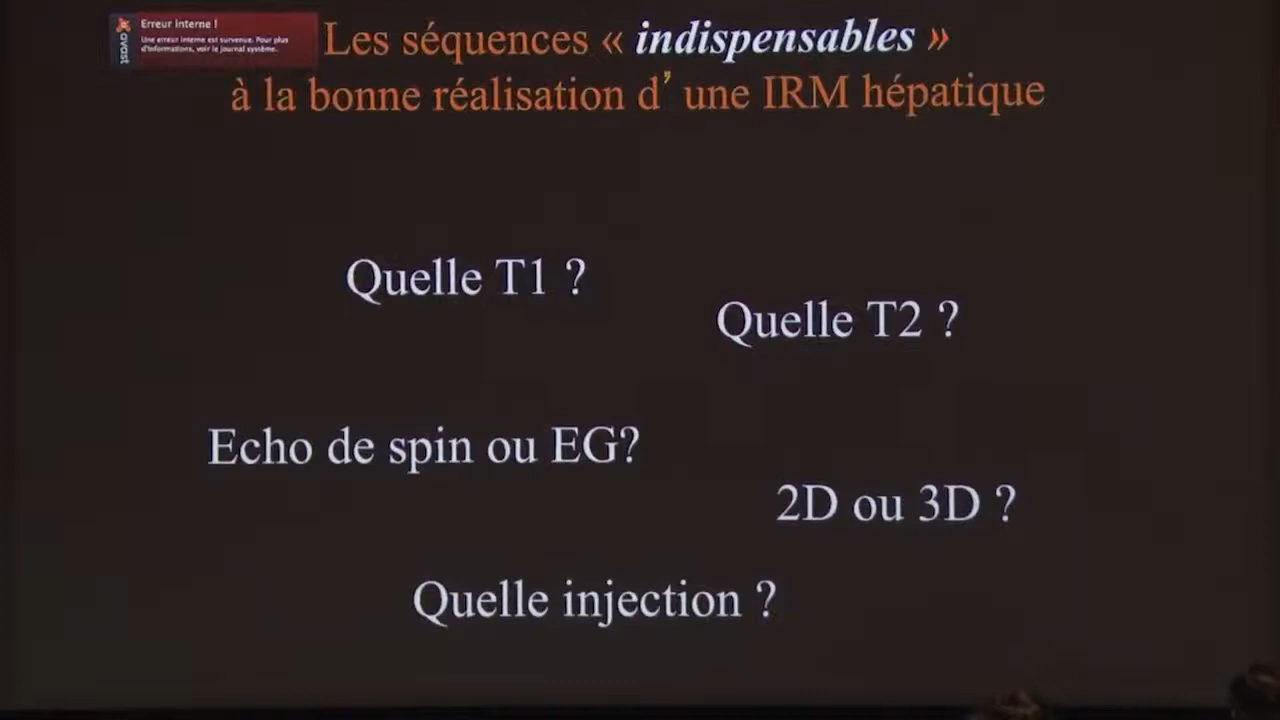 Erreur interne !
Une erreur interne est survenue. Pour plus
d'informations, voir le journal système.
avast
Les séquences « indispensables »
à la bonne réalisation d’ une IRM hépatique
Quelle T1 ?
Quelle T2 ?
Echo de spin ou EG?
2D ou 3D ?
Quelle injection ?